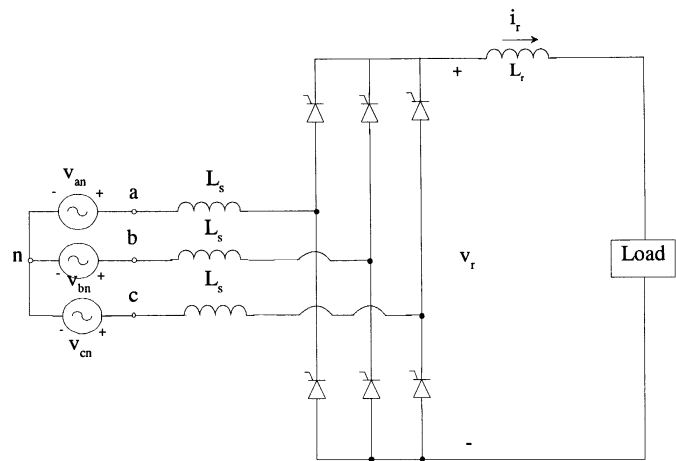 i_r
+
L_r
v_an
- +
a
L_s
L_s
n
b
- +
v_bn
L_s
c
- +
v_cn
v_r
Load
-